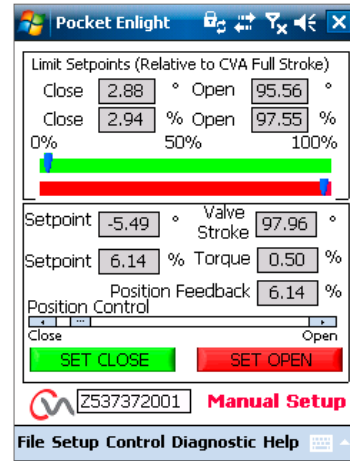 Pocket Enlight
Limit Setpoints (Relative to CVA Full Stroke)
Close 2.88 ° Open 95.56 °
Close 2.94 % Open 97.55 %
0% 50% 100%
Setpoint -5.49 ° Valve Stroke 97.96 °
Setpoint 6.14 % Torque 0.50 %
Position Feedback 6.14 %
Position Control
Close Open
SET CLOSE SET OPEN
Z537372001 Manual Setup
File Setup Control Diagnostic Help